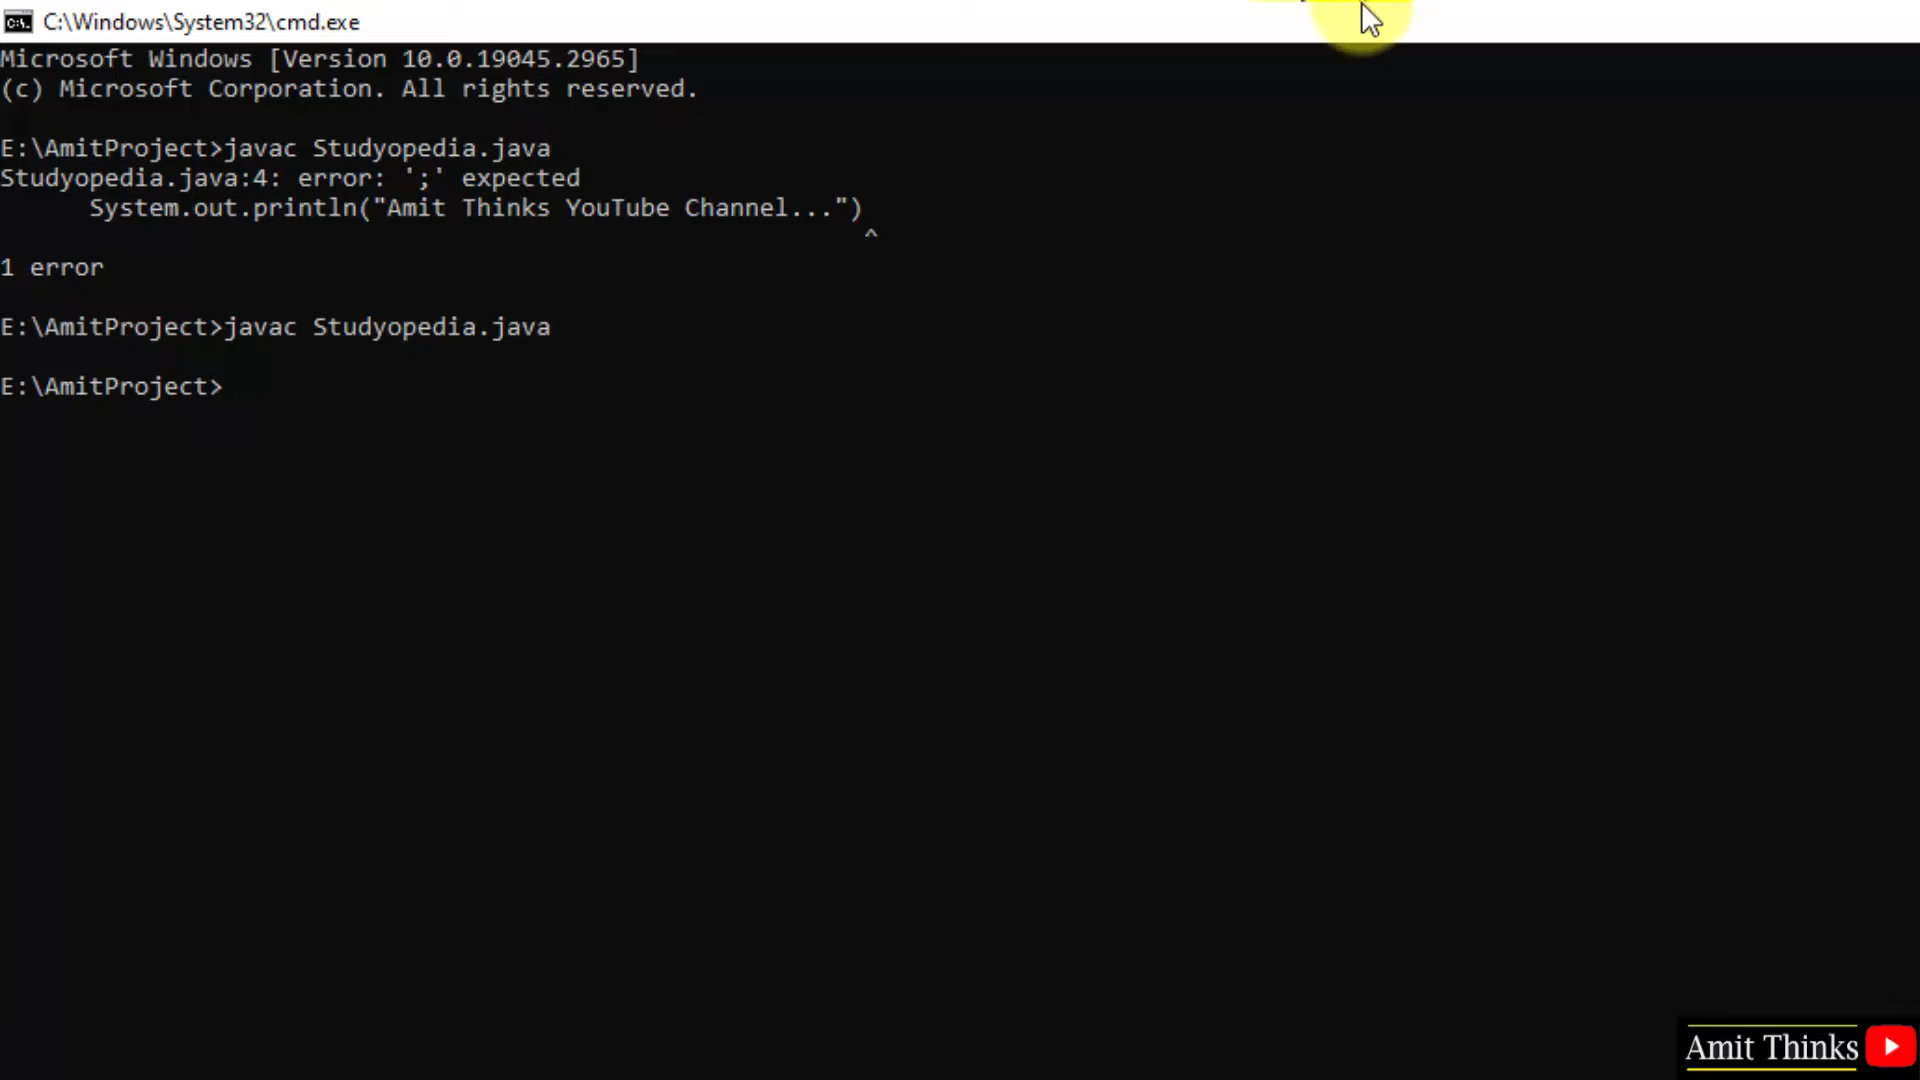 C:\Windows\System32\cmd.exe
Microsoft Windows [Version 10.0.19045.2965]
(c) Microsoft Corporation. All rights reserved.
E:\AmitProject>javac Studyopedia.java
Studyopedia.java:4: error: ';' expected
System.out.println("Amit Thinks YouTube Channel...")
^
1 error
E:\AmitProject>javac Studyopedia.java
E:\AmitProject>
Amit Thinks